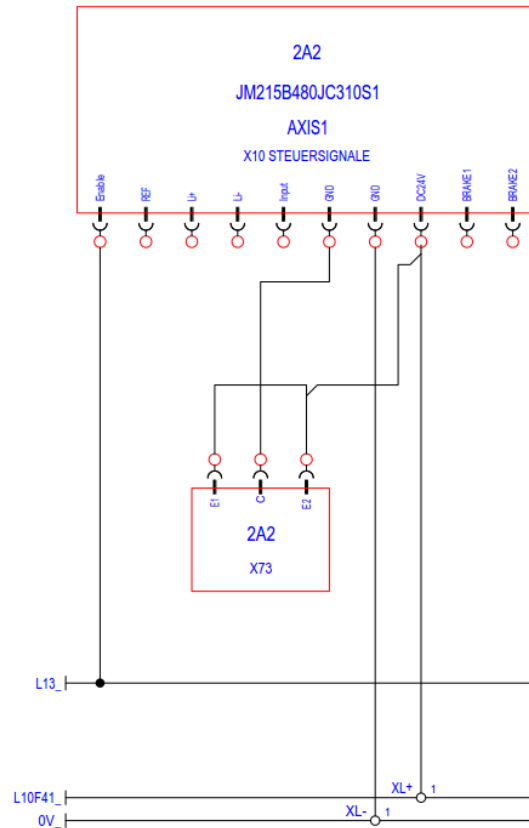 2A2
JM215B480JC310S1
AXIS1
X10 STEUERSIGNALE
Enable
REF
U+
U-
Input
GND
GND
DC24V
BRAKE1
BRAKE2
E1
C
E2
2A2
X73
L13_
L10F41_
XL+ 1
0V_
XL- 1